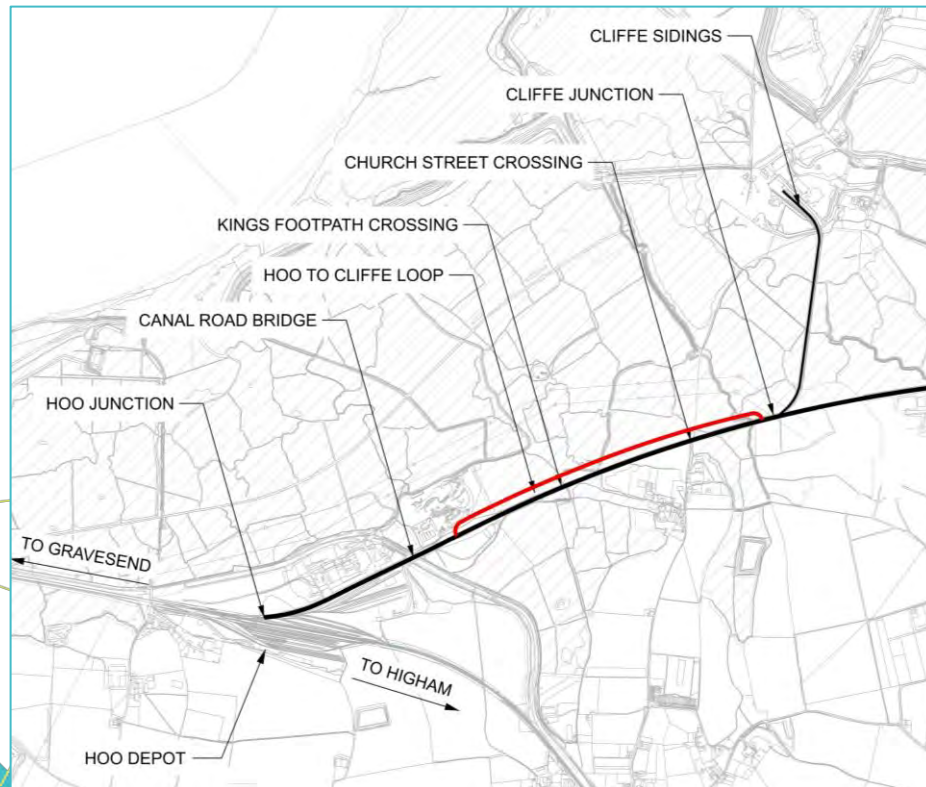 CLIFFE SIDINGS
CLIFFE JUNCTION
CHURCH STREET CROSSING
KINGS FOOTPATH CROSSING
HOO TO CLIFFE LOOP
CANAL ROAD BRIDGE
HOO JUNCTION
TO GRAVESEND
TO HIGHAM
HOO DEPOT